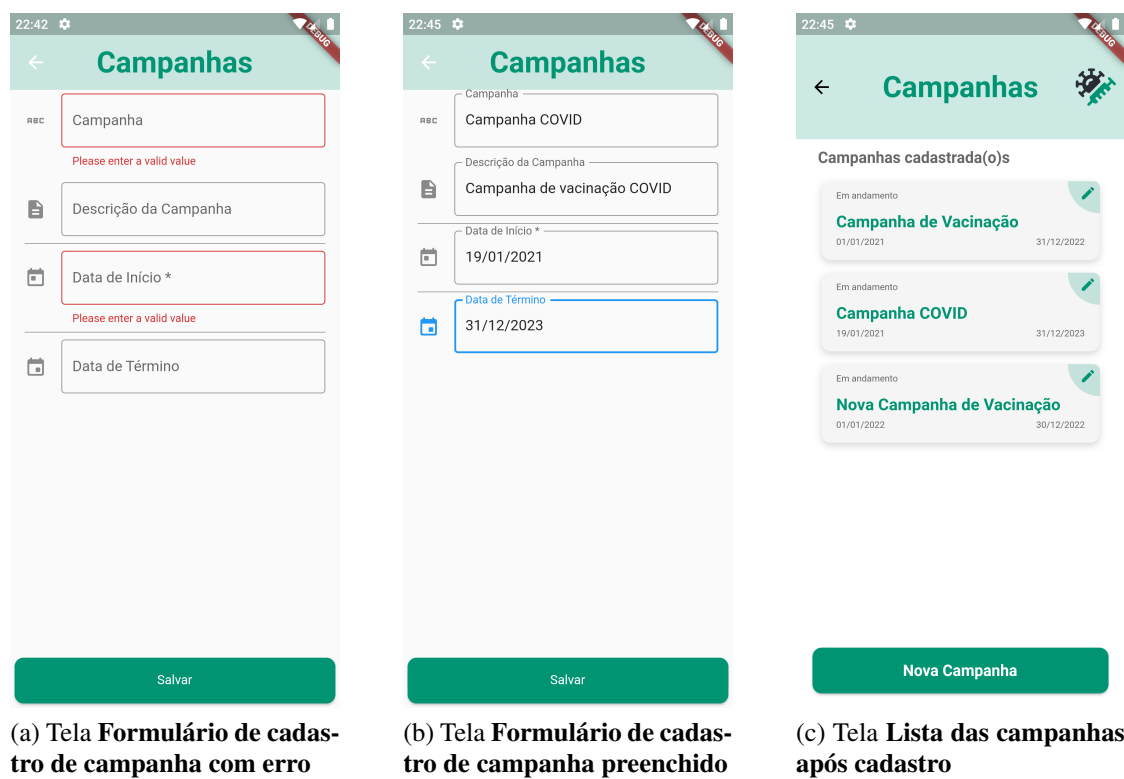 22:42
DEBUG
Campanhas
ABC
Campanha
Please enter a valid value
Descrição da Campanha
Data de Início *
Please enter a valid value
Data de Término
Salvar
(a) Tela Formulário de cadas-
tro de campanha com erro
22:45
DEBUG
Campanhas
Campanha
ABC
Campanha COVID
Descrição da Campanha
Campanha de vacinação COVID
Data de Início *
19/01/2021
Data de Término
31/12/2023
Salvar
(b) Tela Formulário de cadas-
tro de campanha preenchido
22:45
DEBUG
Campanhas
Campanhas cadastrada(o)s
Em andamento
Campanha de Vacinação
01/01/2021 31/12/2022
Em andamento
Campanha COVID
19/01/2021 31/12/2023
Em andamento
Nova Campanha de Vacinação
01/01/2022 30/12/2022
Nova Campanha
(c) Tela Lista das campanhas
após cadastro